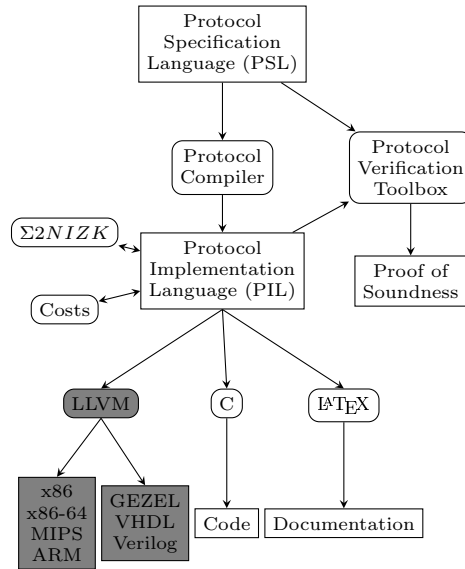 Protocol
Specification
Language (PSL)
Protocol
Compiler
Protocol
Verification
Toolbox
Σ2NIZK
Protocol
Implementation
Language (PIL)
Proof of
Soundness
Costs
LLVM
C
LATEX
x86
x86-64
MIPS
ARM
GEZEL
VHDL
Verilog
Code
Documentation